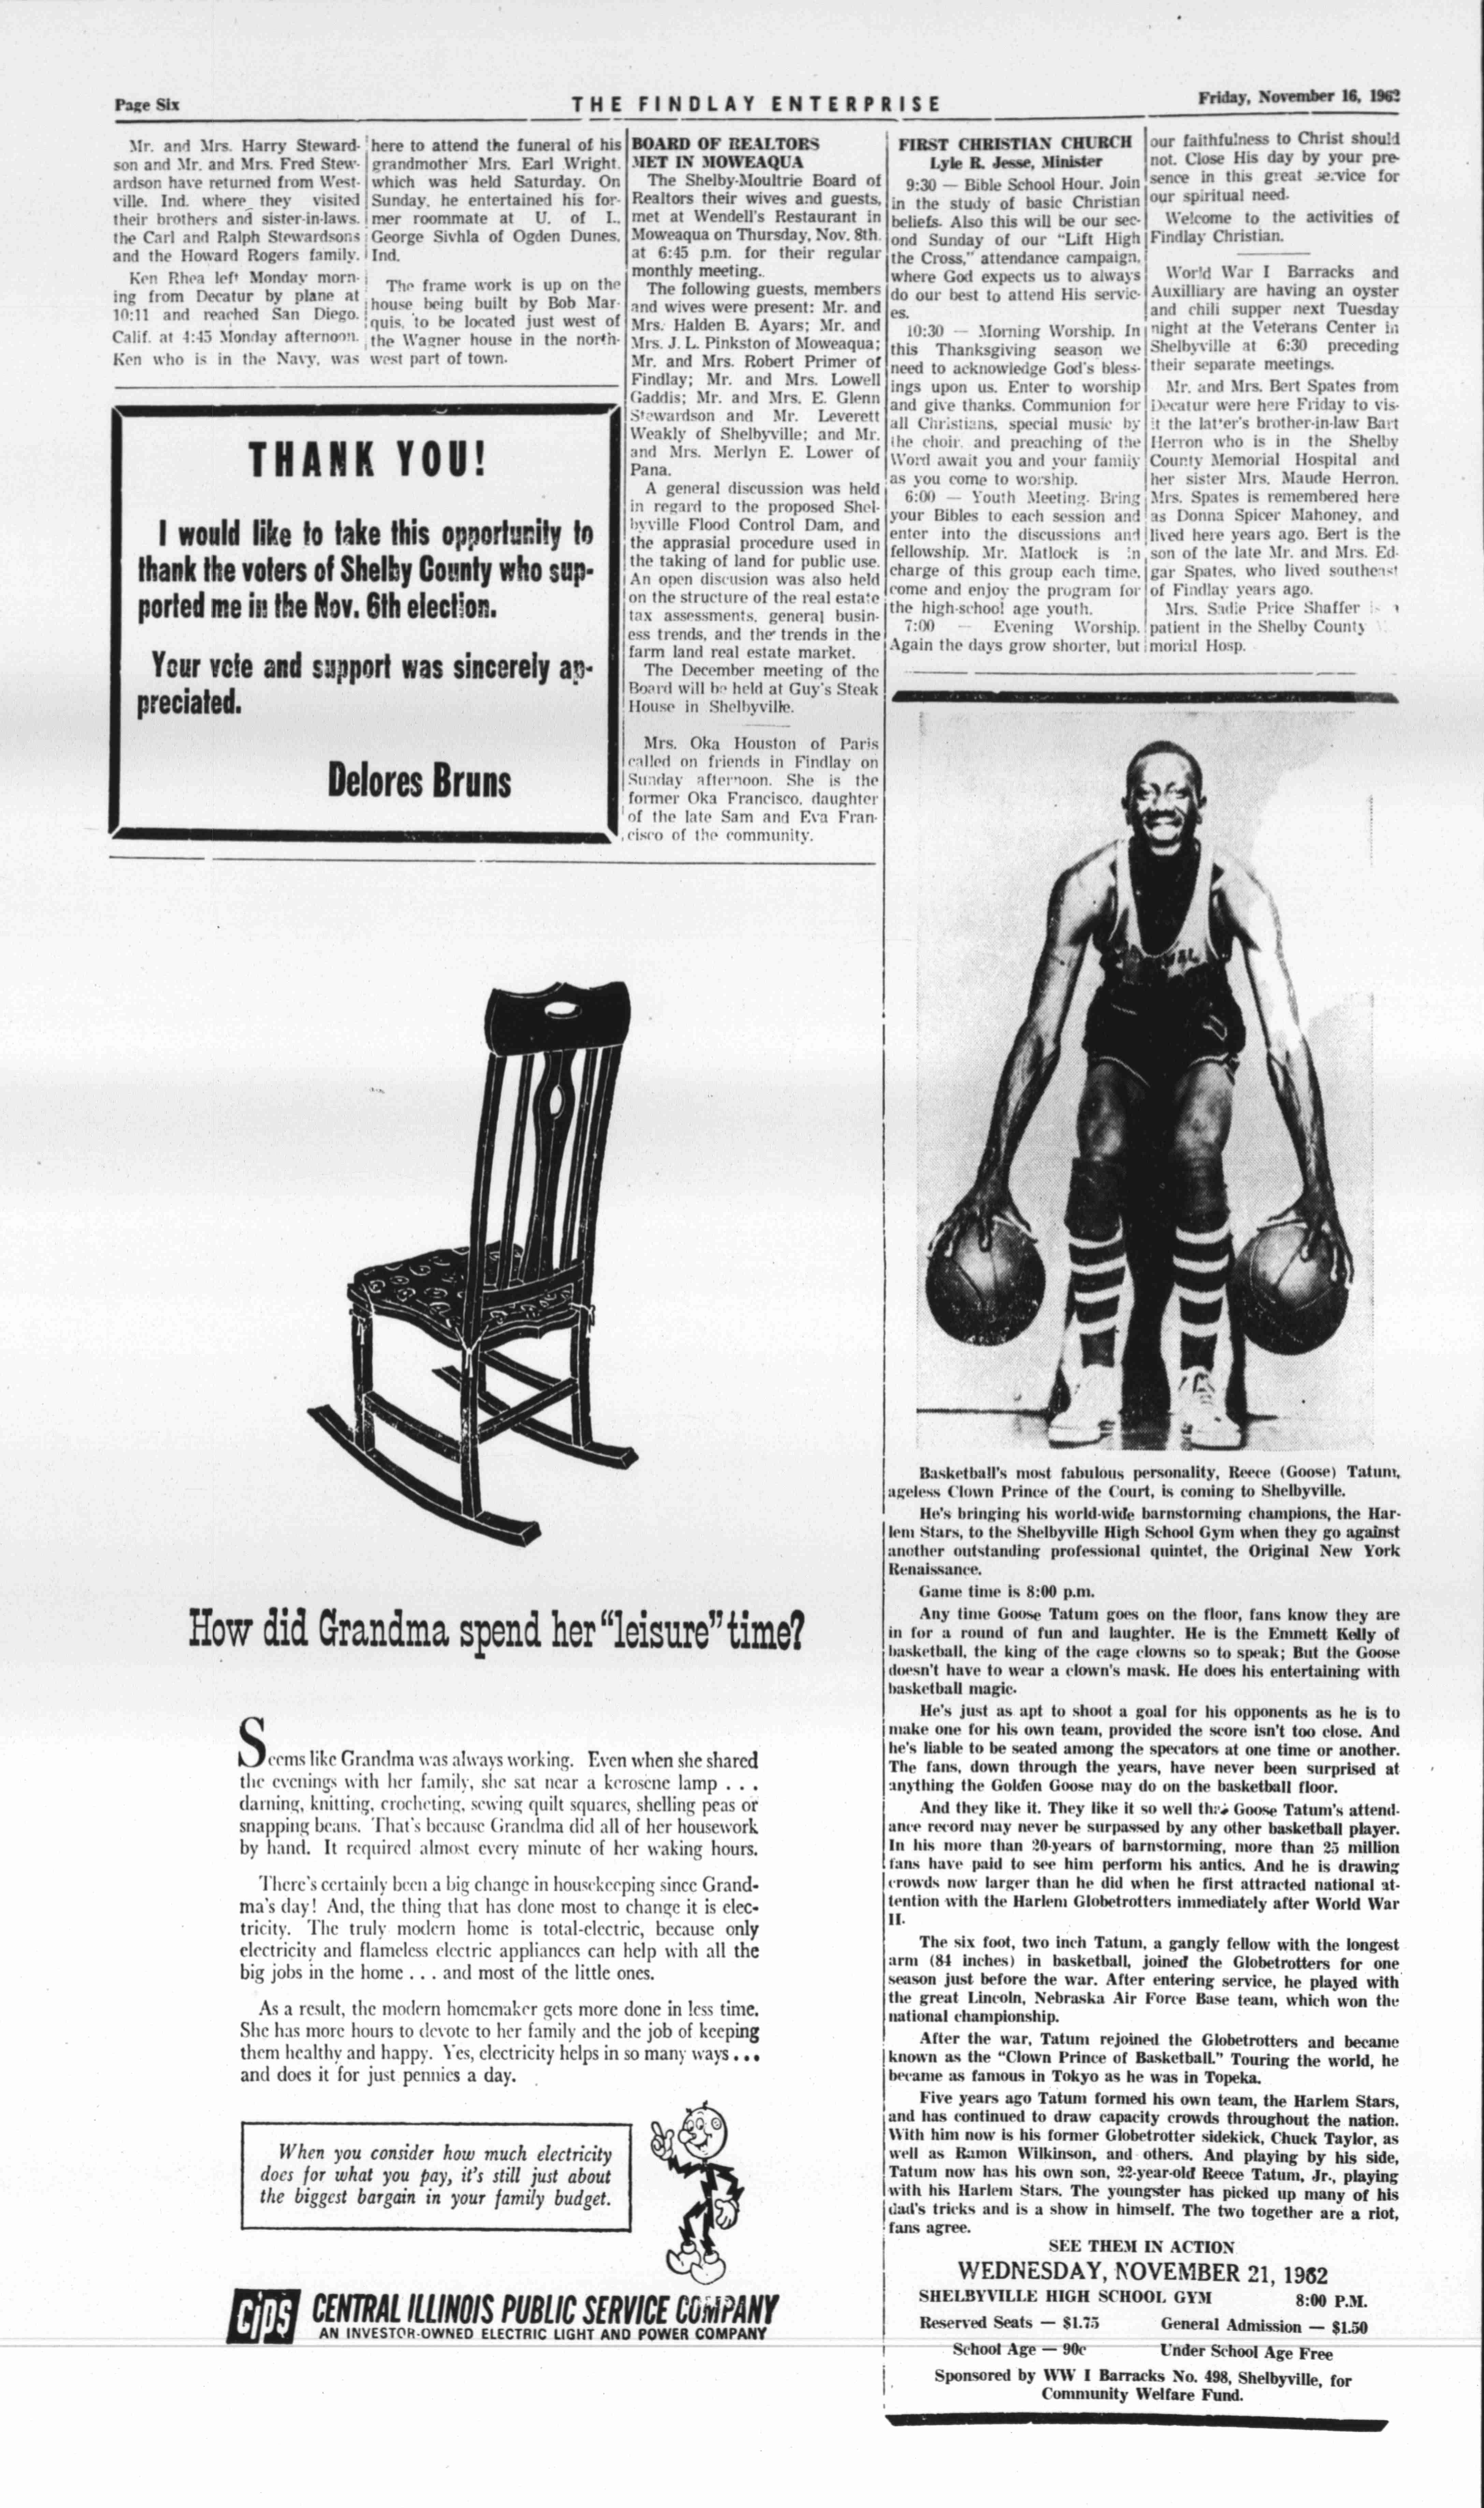 Page Six
THE FINDLAY ENTERPRISE
Friday, November 16, 1962
Mr. and Mrs. Harry Steward-
son and Mr. and Mrs. Fred Stew-
ardson have returned from West-
ville, Ind. where they visited
their brothers and sister-in-laws,
the Carl and Ralph Stewardsons
and the Howard Rogers family.
Ken Rhea left Monday morn-
ing from Decatur by plane at
10:11 and reached San Diego,
Calif. at 4:45 Monday afternoon.
Ken who is in the Navy, was
here to attend the funeral of his
grandmother Mrs. Earl Wright,
which was held Saturday. On
Sunday, he entertained his for-
mer roommate at U. of I.,
George Sivhla of Ogden Dunes,
Ind.
The frame work is up on the
house being built by Bob Mar-
quis, to be located just west of
the Wagner house in the north-
west part of town.
THANK YOU!
I would like to take this opportunity to
thank the voters of Shelby County who sup-
ported me in the Nov. 6th election.
Your vote and support was sincerely ap-
preciated.
Delores Bruns
BOARD OF REALTORS
MET IN MOWEAQUA
The Shelby-Moultrie Board of
Realtors their wives and guests,
met at Wendell's Restaurant in
Moweaqua on Thursday, Nov. 8th.
at 6:45 p.m. for their regular
monthly meeting.
The following guests, members
and wives were present: Mr. and
Mrs. Halden B. Ayars; Mr. and
Mrs. J. L. Pinkston of Moweaqua;
Mr. and Mrs. Robert Primer of
Findlay; Mr. and Mrs. Lowell
Gaddis; Mr. and Mrs. E. Glenn
Stewardson and Mr. Leverett
Weakly of Shelbyville; and Mr.
and Mrs. Merlyn E. Lower of
Pana.
A general discussion was held
in regard to the proposed Shel-
byville Flood Control Dam, and
the apprasial procedure used in
the taking of land for public use.
An open discusion was also held
on the structure of the real estate
tax assessments, general busin-
ess trends, and the trends in the
farm land real estate market.
The December meeting of the
Board will be held at Guy's Steak
House in Shelbyville.
Mrs. Oka Houston of Paris
called on friends in Findlay on
Sunday afternoon. She is the
former Oka Francisco, daughter
of the late Sam and Eva Fran-
cisco of the community.
FIRST CHRISTIAN CHURCH
Lyle R. Jesse, Minister
9:30 — Bible School Hour. Join
in the study of basic Christian
beliefs. Also this will be our sec-
ond Sunday of our "Lift High
the Cross," attendance campaign,
where God expects us to always
do our best to attend His servic-
es.
10:30 — Morning Worship. In
this Thanksgiving season we
need to acknowledge God's bless-
ings upon us. Enter to worship
and give thanks. Communion for
all Christians, special music by
the choir, and preaching of the
Word await you and your family
as you come to worship.
6:00 — Youth Meeting. Bring
your Bibles to each session and
enter into the discussions and
fellowship. Mr. Matlock is in
charge of this group each time,
come and enjoy the program for
the high-school age youth.
7:00 — Evening Worship.
Again the days grow shorter, but
our faithfulness to Christ should
not. Close His day by your pre-
sence in this great service for
our spiritual need.
Welcome to the activities of
Findlay Christian.
World War I Barracks and
Auxilliary are having an oyster
and chili supper next Tuesday
night at the Veterans Center in
Shelbyville at 6:30 preceding
their separate meetings.
Mr. and Mrs. Bert Spates from
Decatur were here Friday to vis-
it the latter's brother-in-law Bart
Herron who is in the Shelby
County Memorial Hospital and
her sister Mrs. Maude Herron.
Mrs. Spates is remembered here
as Donna Spicer Mahoney, and
lived here years ago. Bert is the
son of the late Mr. and Mrs. Ed-
gar Spates, who lived southeast
of Findlay years ago.
Mrs. Sadie Price Shaffer
patient in the Shelby County
morial Hosp.
How did Grandma spend her "leisure" time?
Seems like Grandma was always working. Even when she shared
the evenings with her family, she sat near a kerosene lamp . . .
darning, knitting, crocheting, sewing quilt squares, shelling peas or
snapping beans. That's because Grandma did all of her housework
by hand. It required almost every minute of her waking hours.
There's certainly been a big change in housekeeping since Grand-
ma's day! And, the thing that has done most to change it is elec-
tricity. The truly modern home is total-electric, because only
electricity and flameless electric appliances can help with all the
big jobs in the home . . . and most of the little ones.
As a result, the modern homemaker gets more done in less time.
She has more hours to devote to her family and the job of keeping
them healthy and happy. Yes, electricity helps in so many ways . . .
and does it for just pennies a day.
When you consider how much electricity
does for what you pay, it's still just about
the biggest bargain in your family budget.
CIPS
CENTRAL ILLINOIS PUBLIC SERVICE COMPANY
AN INVESTOR-OWNED ELECTRIC LIGHT AND POWER COMPANY
Basketball's most fabulous personality, Reece (Goose) Tatum,
ageless Clown Prince of the Court, is coming to Shelbyville.
He's bringing his world-wide barnstorming champions, the Har-
lem Stars, to the Shelbyville High School Gym when they go against
another outstanding professional quintet, the Original New York
Renaissance.
Game time is 8:00 p.m.
Any time Goose Tatum goes on the floor, fans know they are
in for a round of fun and laughter. He is the Emmett Kelly of
basketball, the king of the cage clowns so to speak; But the Goose
doesn't have to wear a clown's mask. He does his entertaining with
basketball magic.
He's just as apt to shoot a goal for his opponents as he is to
make one for his own team, provided the score isn't too close. And
he's liable to be seated among the specators at one time or another.
The fans, down through the years, have never been surprised at
anything the Golden Goose may do on the basketball floor.
And they like it. They like it so well that Goose Tatum's attend-
ance record may never be surpassed by any other basketball player.
In his more than 20-years of barnstorming, more than 25 million
fans have paid to see him perform his antics. And he is drawing
crowds now larger than he did when he first attracted national at-
tention with the Harlem Globetrotters immediately after World War
II.
The six foot, two inch Tatum, a gangly fellow with the longest
arm (84 inches) in basketball, joined the Globetrotters for one
season just before the war. After entering service, he played with
the great Lincoln, Nebraska Air Force Base team, which won the
national championship.
After the war, Tatum rejoined the Globetrotters and became
known as the "Clown Prince of Basketball." Touring the world, he
became as famous in Tokyo as he was in Topeka.
Five years ago Tatum formed his own team, the Harlem Stars,
and has continued to draw capacity crowds throughout the nation.
With him now is his former Globetrotter sidekick, Chuck Taylor, as
well as Ramon Wilkinson, and others. And playing by his side,
Tatum now has his own son, 22-year-old Reece Tatum, Jr., playing
with his Harlem Stars. The youngster has picked up many of his
dad's tricks and is a show in himself. The two together are a riot,
fans agree.
SEE THEM IN ACTION
WEDNESDAY, NOVEMBER 21, 1962
SHELBYVILLE HIGH SCHOOL GYM 8:00 P.M.
Reserved Seats — $1.75 General Admission — $1.50
School Age — 90c Under School Age Free
Sponsored by WW I Barracks No. 498, Shelbyville, for
Community Welfare Fund.